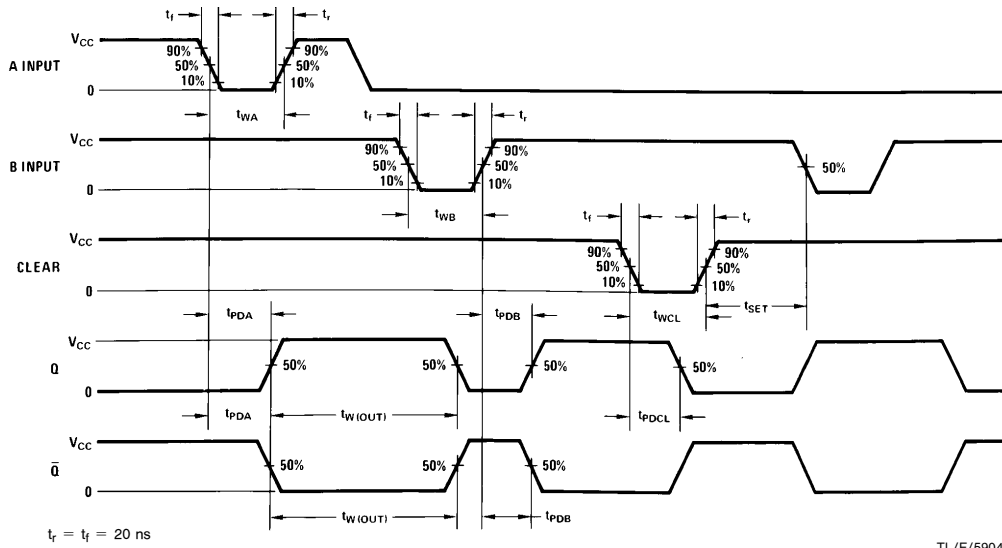 tf
tr
VCC
90%
90%
A INPUT
50%
50%
10%
10%
0
tWA
tf
tr
VCC
90%
90%
B INPUT
50%
50%
50%
10%
10%
0
tWB
tf
tr
VCC
90%
90%
CLEAR
50%
50%
10%
10%
0
tPDA
tPDB
tWCL
tSET
VCC
Q
50%
50%
50%
50%
0
tPDA
tW(OUT)
tPDCL
VCC
Q̄
50%
50%
50%
0
tW(OUT)
tPDB
tr = tf = 20 ns
TL/F/5904